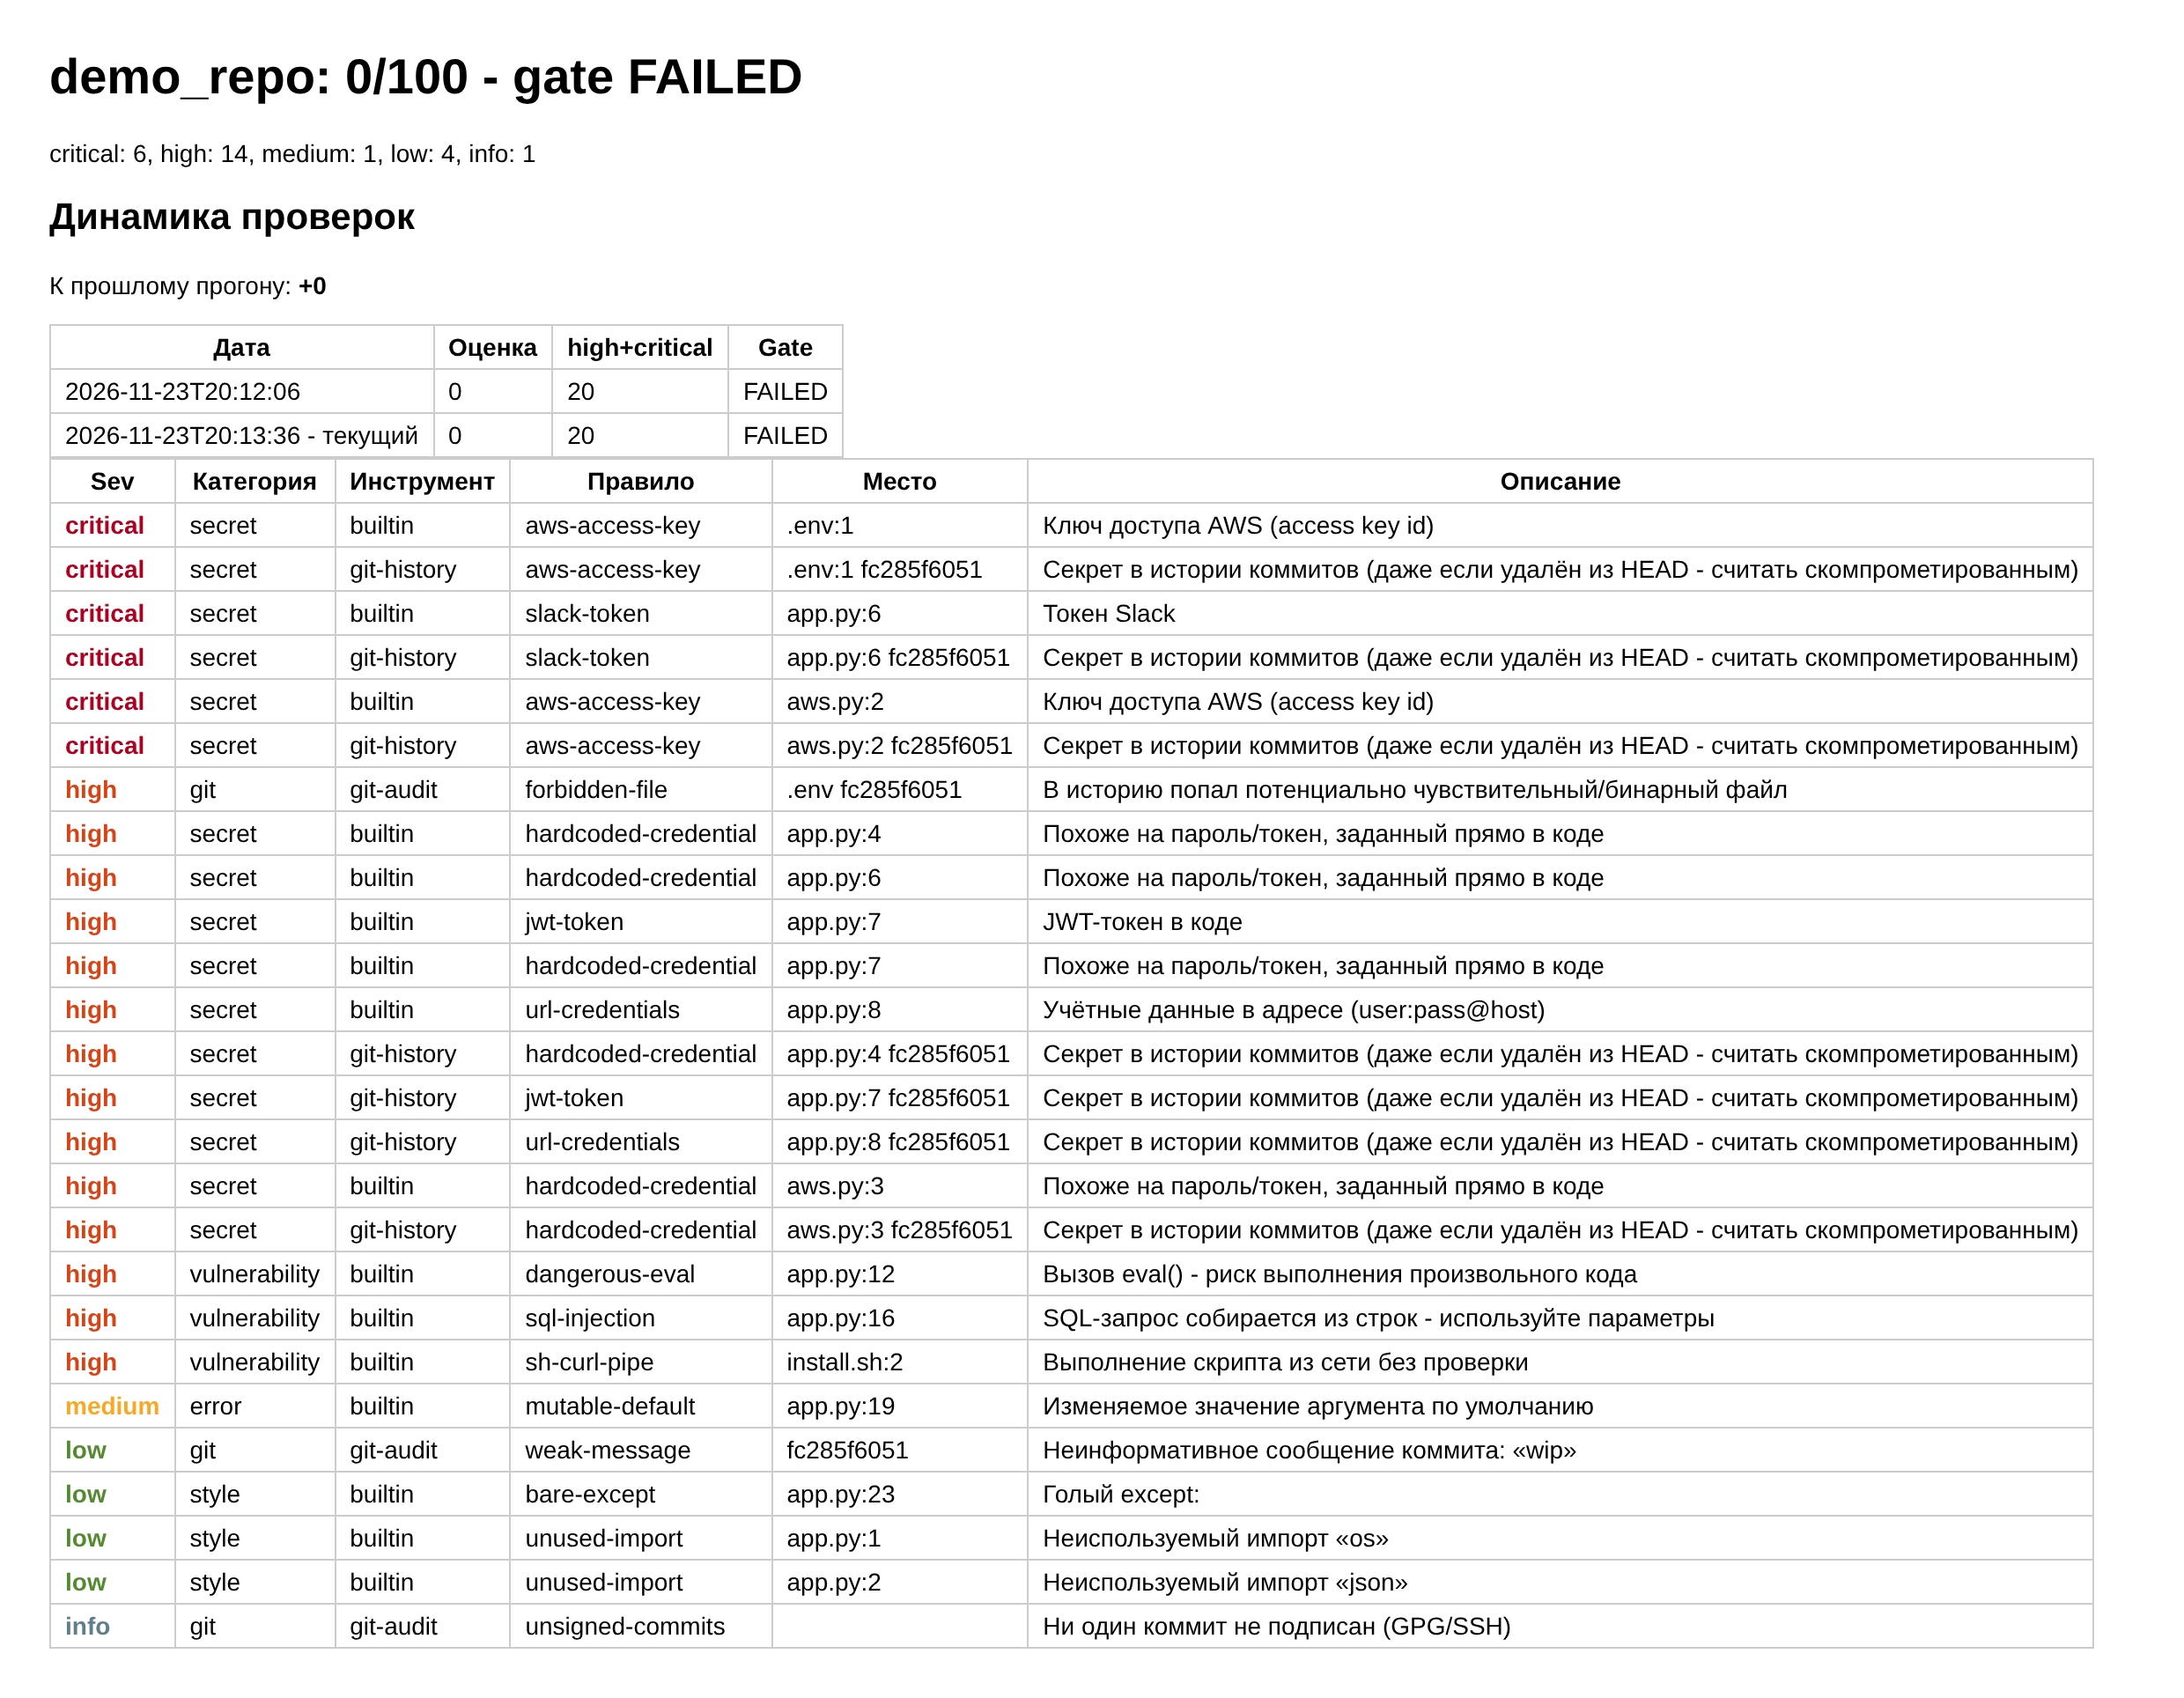 demo_repo: 0/100 - gate FAILED
critical: 6, high: 14, medium: 1, low: 4, info: 1
Динамика проверок
К прошлому прогону: +0
Дата Оценка high+critical Gate
2026-11-23T20:12:06 0 20 FAILED
2026-11-23T20:13:36 - текущий 0 20 FAILED
Sev Категория Инструмент Правило Место Описание
critical secret builtin aws-access-key .env:1 Ключ доступа AWS (access key id)
critical secret git-history aws-access-key .env:1 fc285f6051 Секрет в истории коммитов (даже если удалён из HEAD - считать скомпрометированным)
critical secret builtin slack-token app.py:6 Токен Slack
critical secret git-history slack-token app.py:6 fc285f6051 Секрет в истории коммитов (даже если удалён из HEAD - считать скомпрометированным)
critical secret builtin aws-access-key aws.py:2 Ключ доступа AWS (access key id)
critical secret git-history aws-access-key aws.py:2 fc285f6051 Секрет в истории коммитов (даже если удалён из HEAD - считать скомпрометированным)
high git git-audit forbidden-file .env fc285f6051 В историю попал потенциально чувствительный/бинарный файл
high secret builtin hardcoded-credential app.py:4 Похоже на пароль/токен, заданный прямо в коде
high secret builtin hardcoded-credential app.py:6 Похоже на пароль/токен, заданный прямо в коде
high secret builtin jwt-token app.py:7 JWT-токен в коде
high secret builtin hardcoded-credential app.py:7 Похоже на пароль/токен, заданный прямо в коде
high secret builtin url-credentials app.py:8 Учётные данные в адресе (user:pass@host)
high secret git-history hardcoded-credential app.py:4 fc285f6051 Секрет в истории коммитов (даже если удалён из HEAD - считать скомпрометированным)
high secret git-history jwt-token app.py:7 fc285f6051 Секрет в истории коммитов (даже если удалён из HEAD - считать скомпрометированным)
high secret git-history url-credentials app.py:8 fc285f6051 Секрет в истории коммитов (даже если удалён из HEAD - считать скомпрометированным)
high secret builtin hardcoded-credential aws.py:3 Похоже на пароль/токен, заданный прямо в коде
high secret git-history hardcoded-credential aws.py:3 fc285f6051 Секрет в истории коммитов (даже если удалён из HEAD - считать скомпрометированным)
high vulnerability builtin dangerous-eval app.py:12 Вызов eval() - риск выполнения произвольного кода
high vulnerability builtin sql-injection app.py:16 SQL-запрос собирается из строк - используйте параметры
high vulnerability builtin sh-curl-pipe install.sh:2 Выполнение скрипта из сети без проверки
medium error builtin mutable-default app.py:19 Изменяемое значение аргумента по умолчанию
low git git-audit weak-message fc285f6051 Неинформативное сообщение коммита: «wip»
low style builtin bare-except app.py:23 Голый except:
low style builtin unused-import app.py:1 Неиспользуемый импорт «os»
low style builtin unused-import app.py:2 Неиспользуемый импорт «json»
info git git-audit unsigned-commits Ни один коммит не подписан (GPG/SSH)